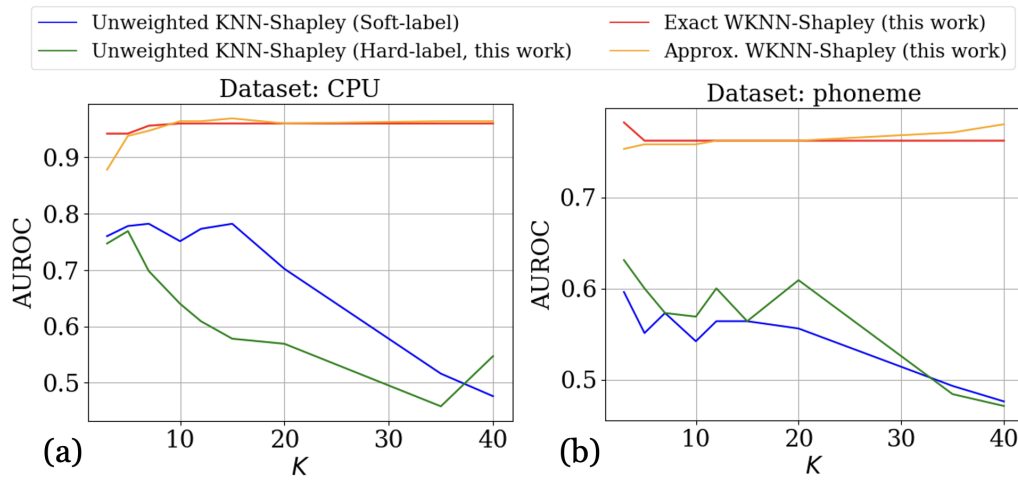 Unweighted KNN-Shapley (Soft-label)
Unweighted KNN-Shapley (Hard-label, this work)
Exact WKNN-Shapley (this work)
Approx. WKNN-Shapley (this work)
Dataset: CPU
AUROC
0.9
0.8
0.7
0.6
0.5
10 20 30 40
K
(a)
Dataset: phoneme
AUROC
0.7
0.6
0.5
10 20 30 40
K
(b)